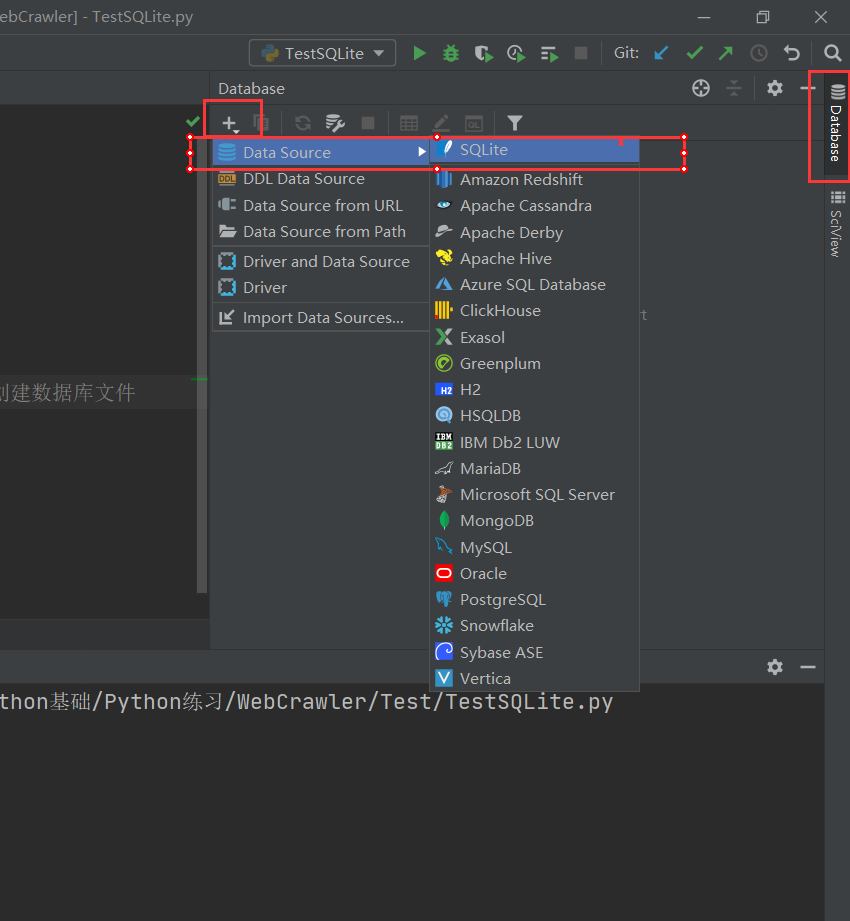 ebCrawler] - TestSQLite.py
TestSQLite
Git:
Database
Database
SciView
Data Source
DDL Data Source
Data Source from URL
Data Source from Path
Driver and Data Source
Driver
Import Data Sources...
SQLite
Amazon Redshift
Apache Cassandra
Apache Derby
Apache Hive
Azure SQL Database
ClickHouse
Exasol
Greenplum
H2
HSQLDB
IBM Db2 LUW
MariaDB
Microsoft SQL Server
MongoDB
MySQL
Oracle
PostgreSQL
Snowflake
Sybase ASE
Vertica
创建数据库文件
thon基础/Python练习/WebCrawler/Test/TestSQLite.py